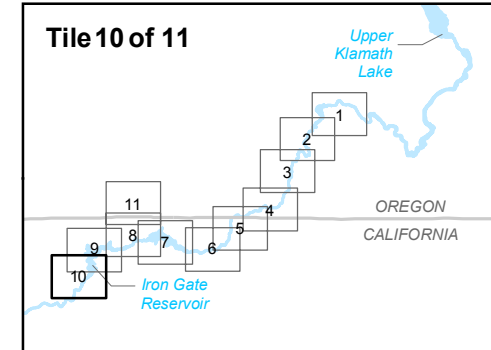 Tile 10 of 11
Upper
Klamath
Lake
1
2
3
4
5
6
7
8
9
10
11
OREGON
CALIFORNIA
Iron Gate
Reservoir